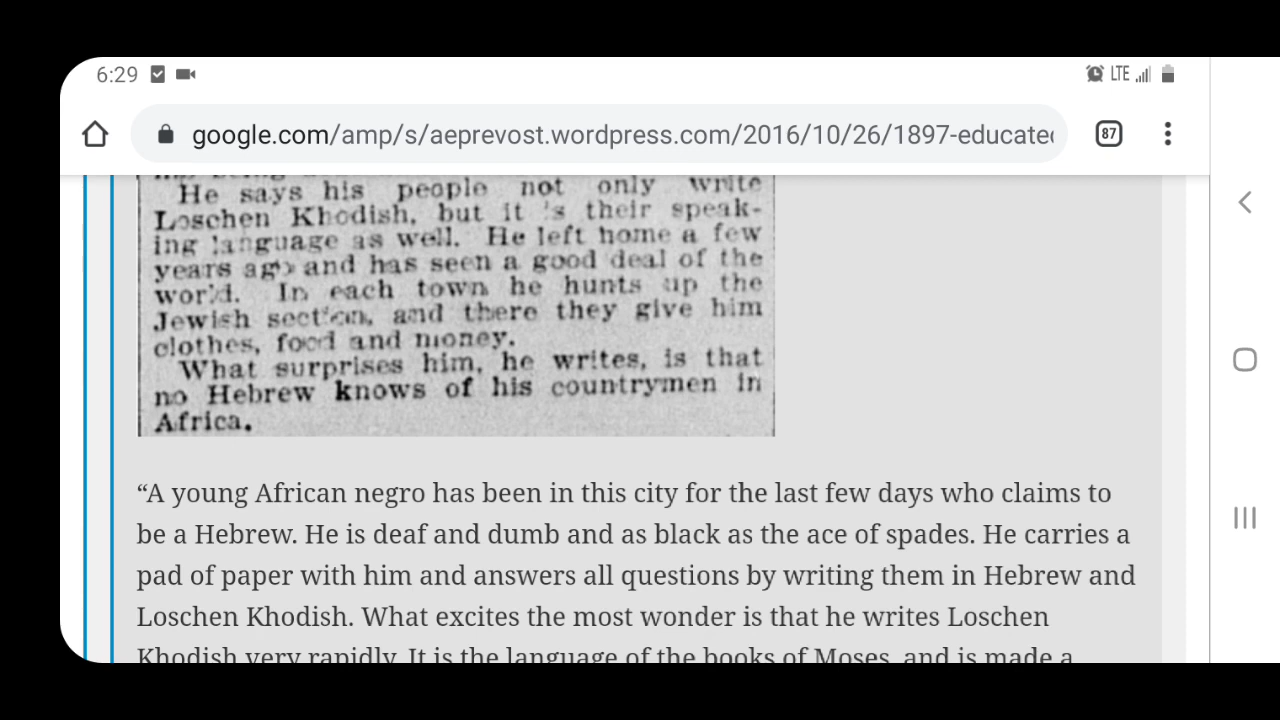 6:29 LTE
google.com/amp/s/aeprevost.wordpress.com/2016/10/26/1897-educated 87
He says his people not only write
Loschen Khodish, but it 's their speak-
ing language as well. He left home a few
years ago and has seen a good deal of the
world. In each town he hunts up the
Jewish section, and there they give him
clothes, food and money.
What surprises him, he writes, is that
no Hebrew knows of his countrymen in
Africa.
“A young African negro has been in this city for the last few days who claims to
be a Hebrew. He is deaf and dumb and as black as the ace of spades. He carries a
pad of paper with him and answers all questions by writing them in Hebrew and
Loschen Khodish. What excites the most wonder is that he writes Loschen
Khodish very rapidly. It is the language of the books of Moses, and is made a